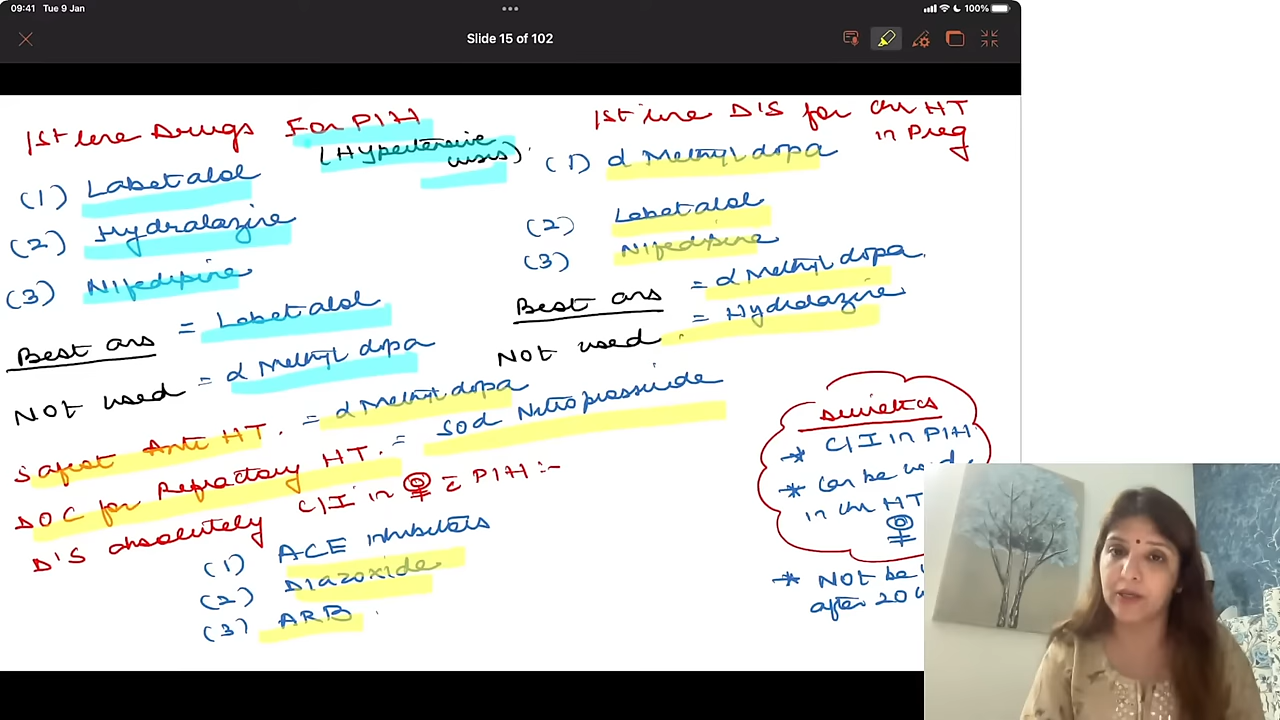 09:41 Tue 9 Jan
100%
Slide 15 of 102
1st line Drugs For PIH
(Hypertensive crisis)
(1) Labetalol
(2) Hydralazine
(3) Nifedipine
Best ans = Labetalol
NOT used = α Methyl dopa
1st line D'S for chr HT
in Preg
(1) α Methyl dopa
(2) Labetalol
(3) Nifedipine
Best ans = α Methyl dopa
NOT used = Hydralazine
Safest Anti HT. = α Methyl dopa
DOC for Refractory HT. = Sod Nitroprusside
D'S absolutely C/I in ♀ c̄ PIH :-
(1) ACE inhibitors
(2) Diazoxide
(3) ARB
Diuretics
* C/I in PIH
* Can be used
in chr HT
♀
* NOT be
after 20